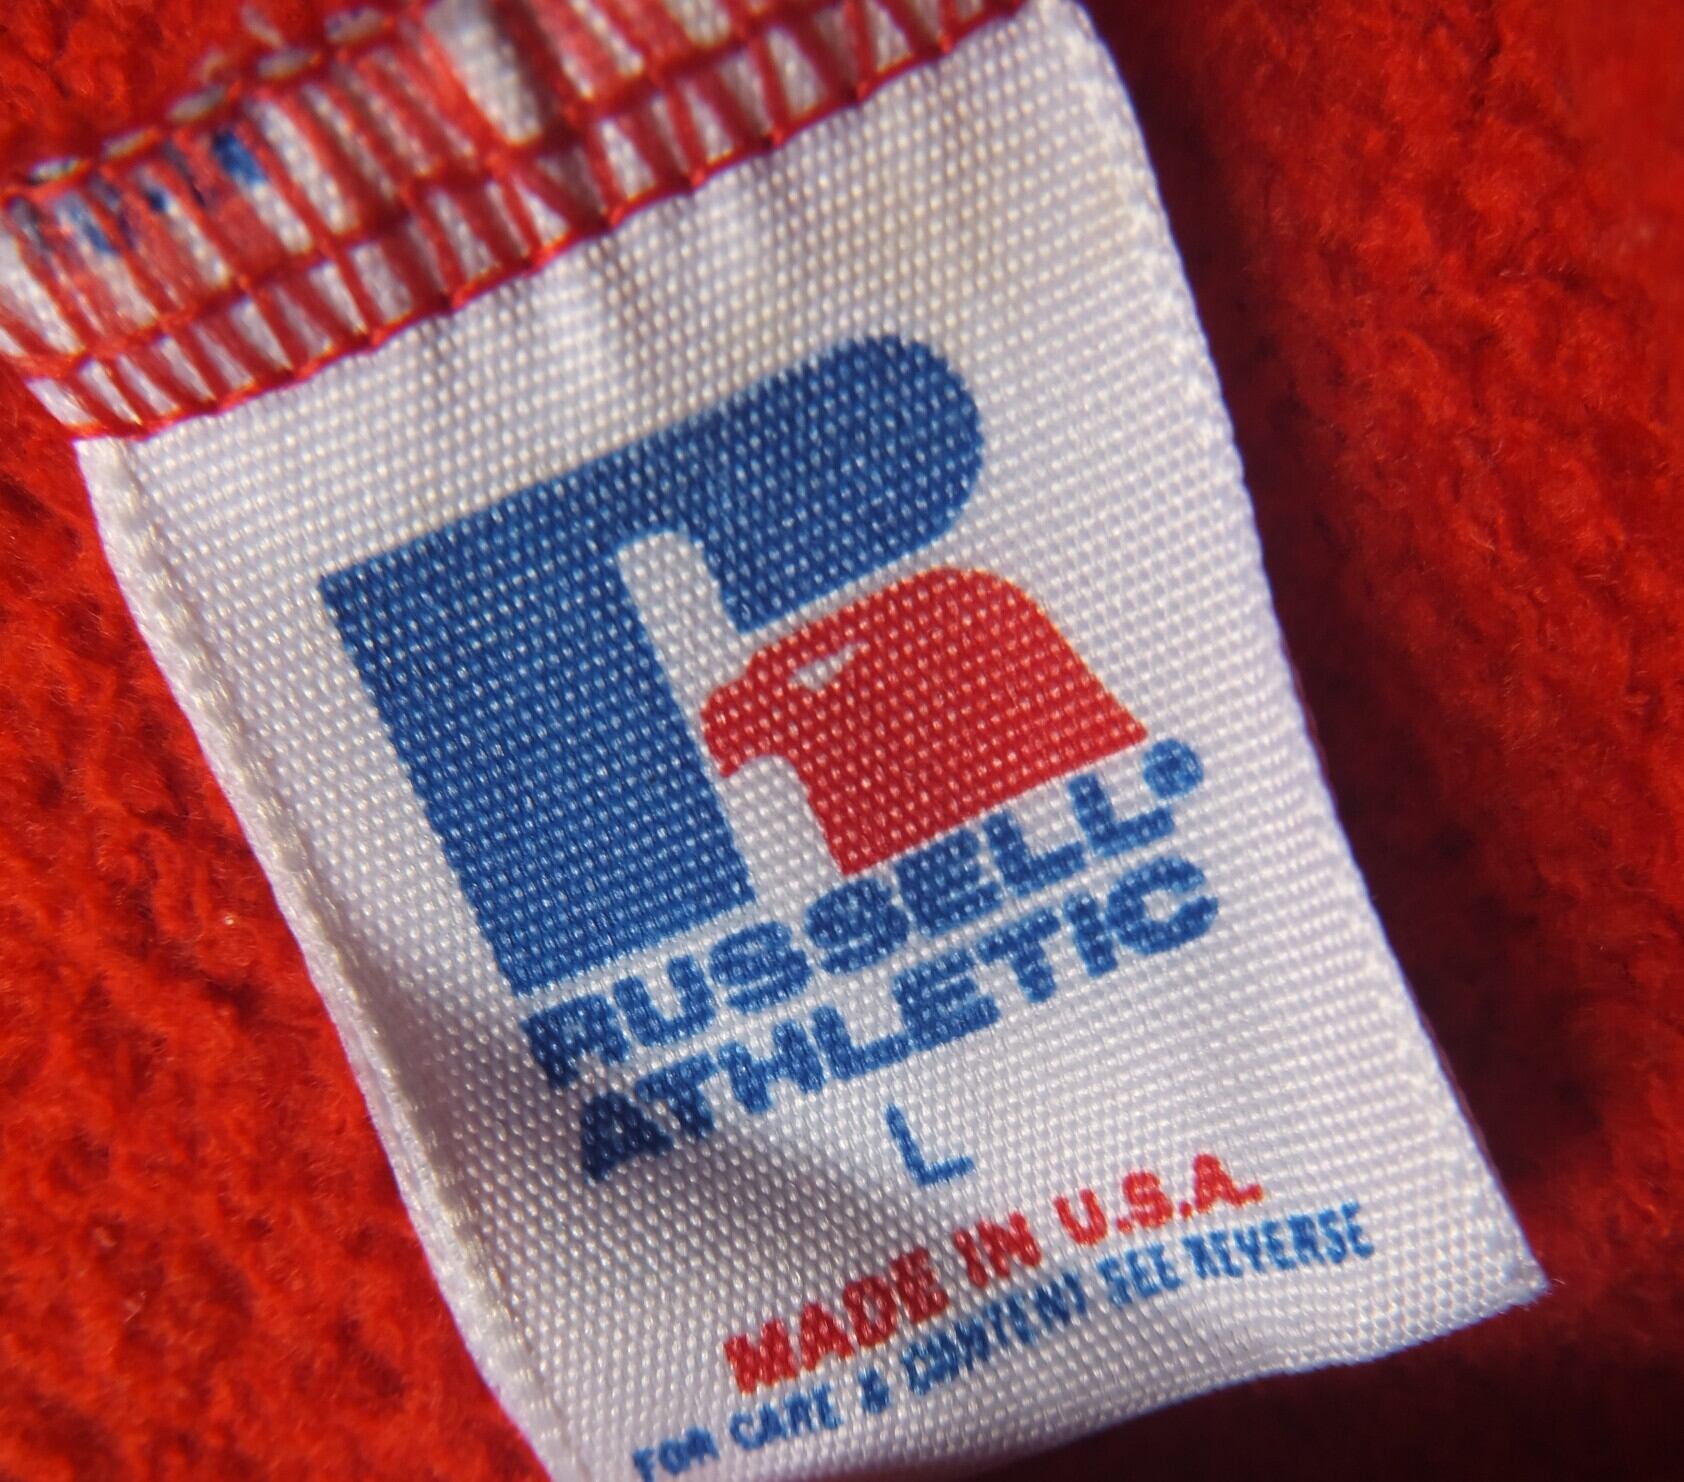 RUSSELL®
ATHLETIC
L
MADE IN U.S.A.
FOR CARE & CONTENT SEE REVERSE